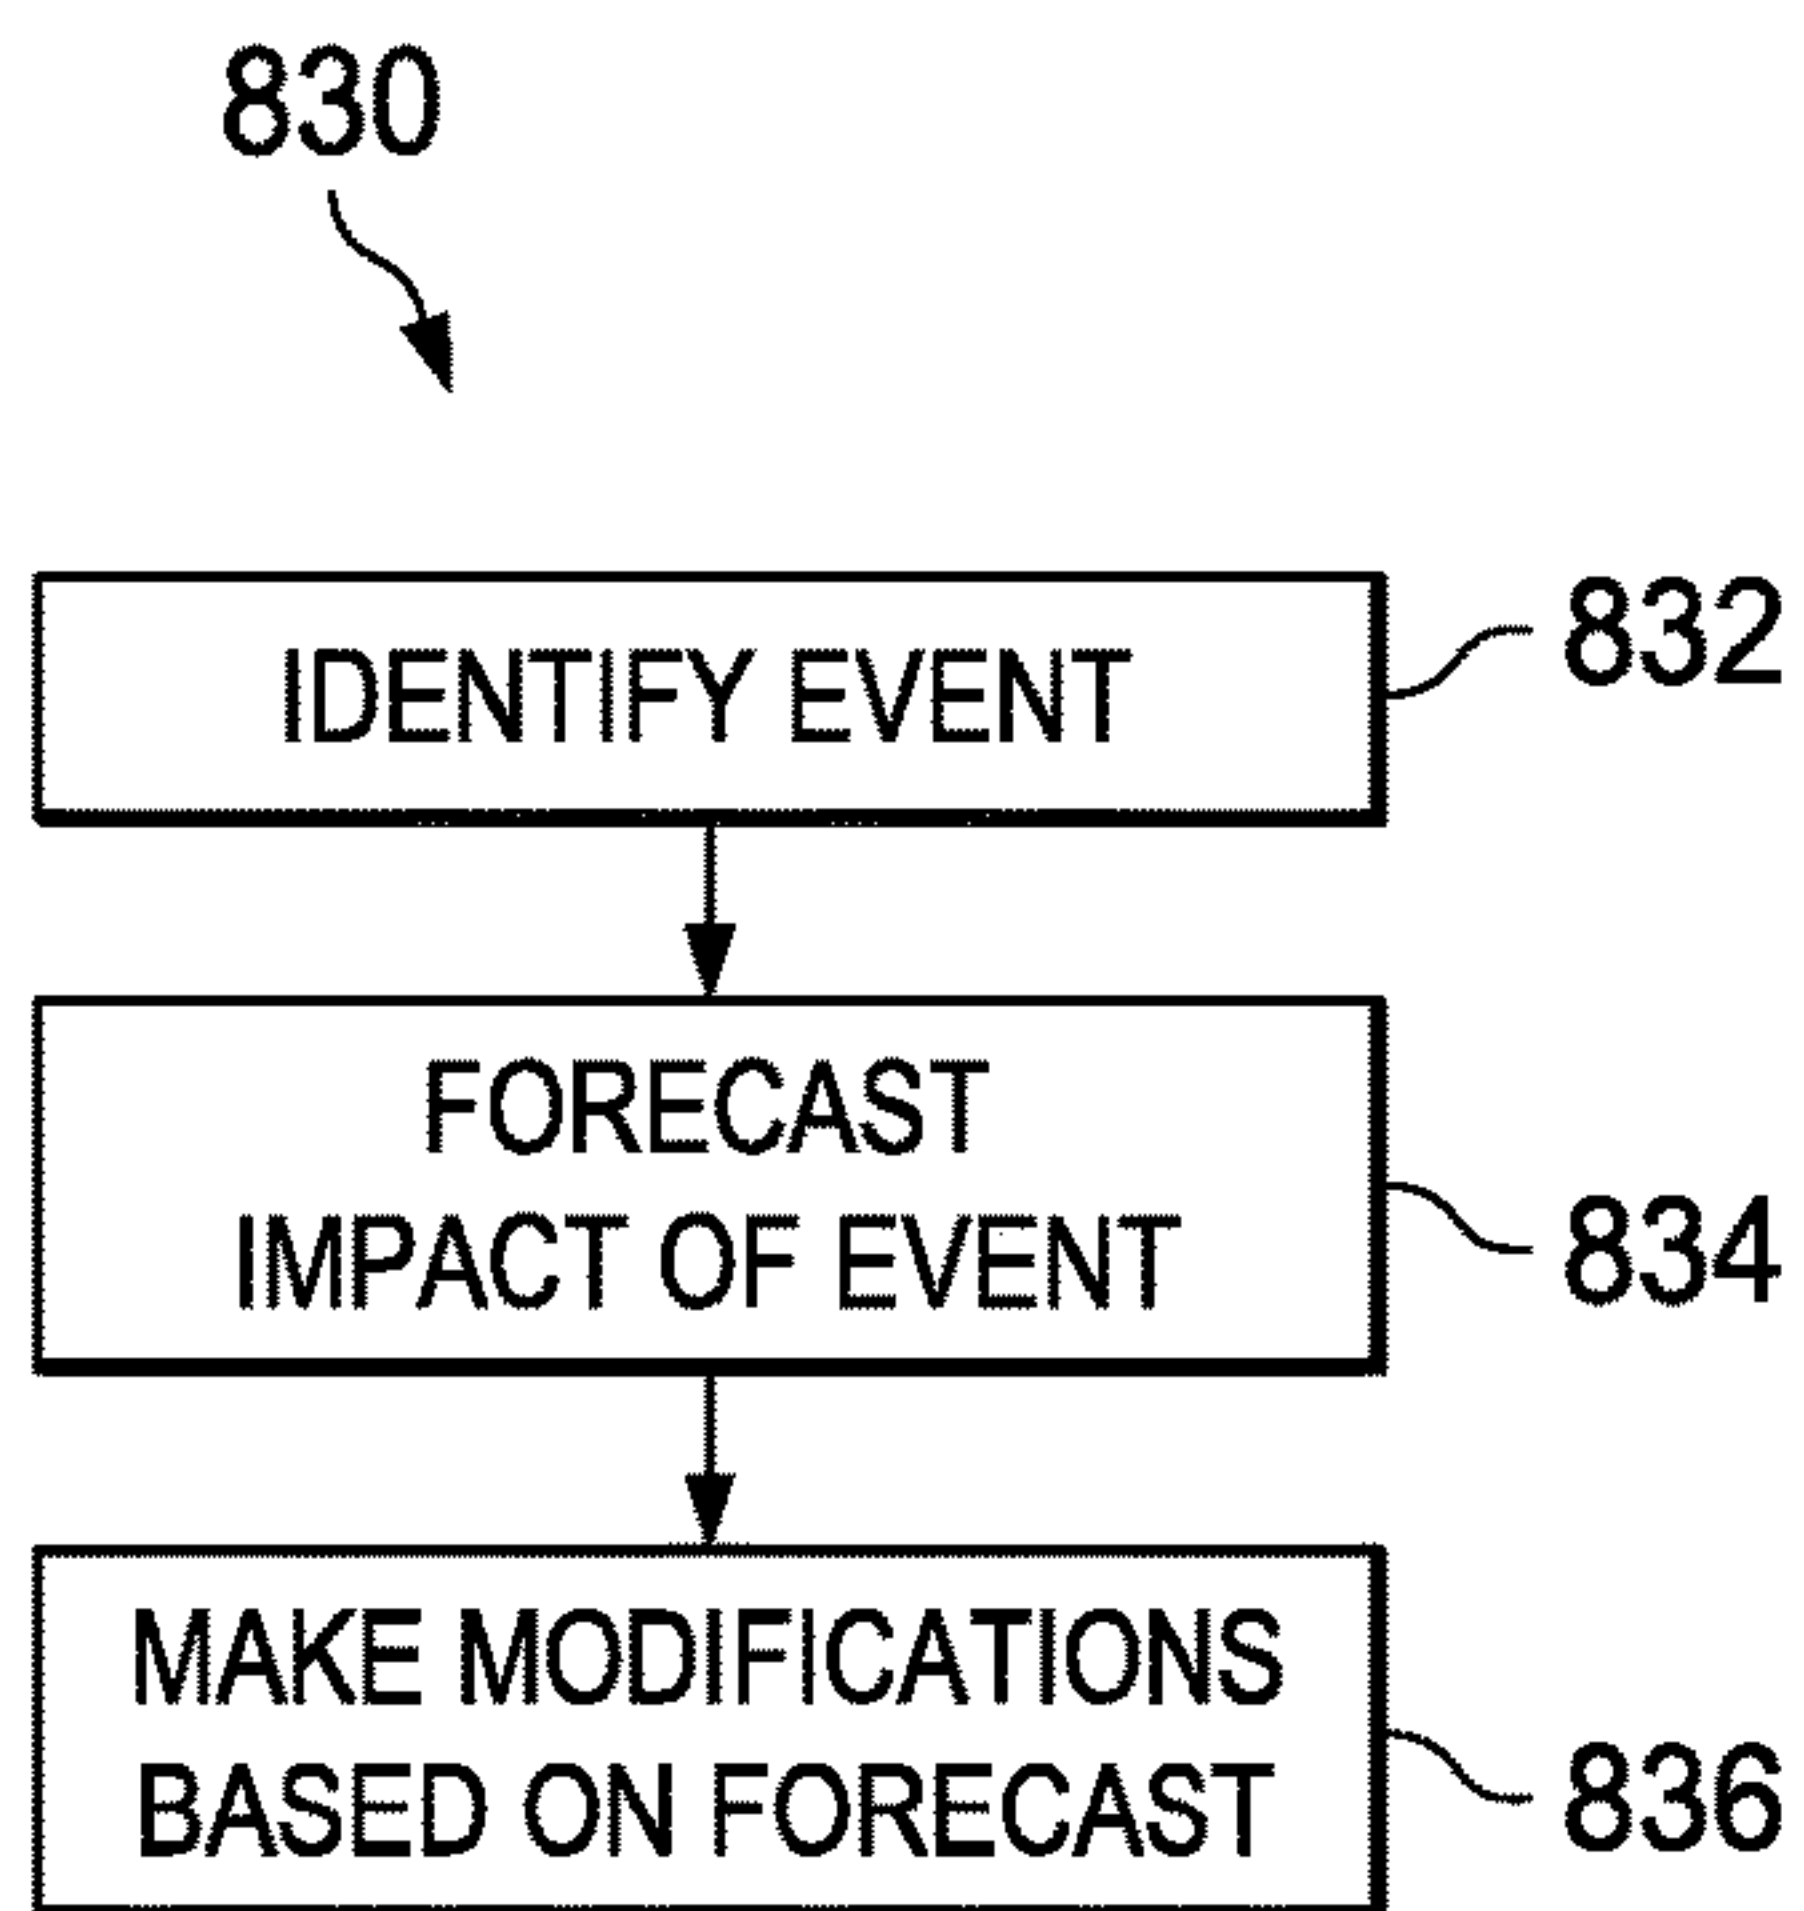 830
IDENTIFY EVENT
832
FORECAST
IMPACT OF EVENT
834
MAKE MODIFICATIONS
BASED ON FORECAST
836